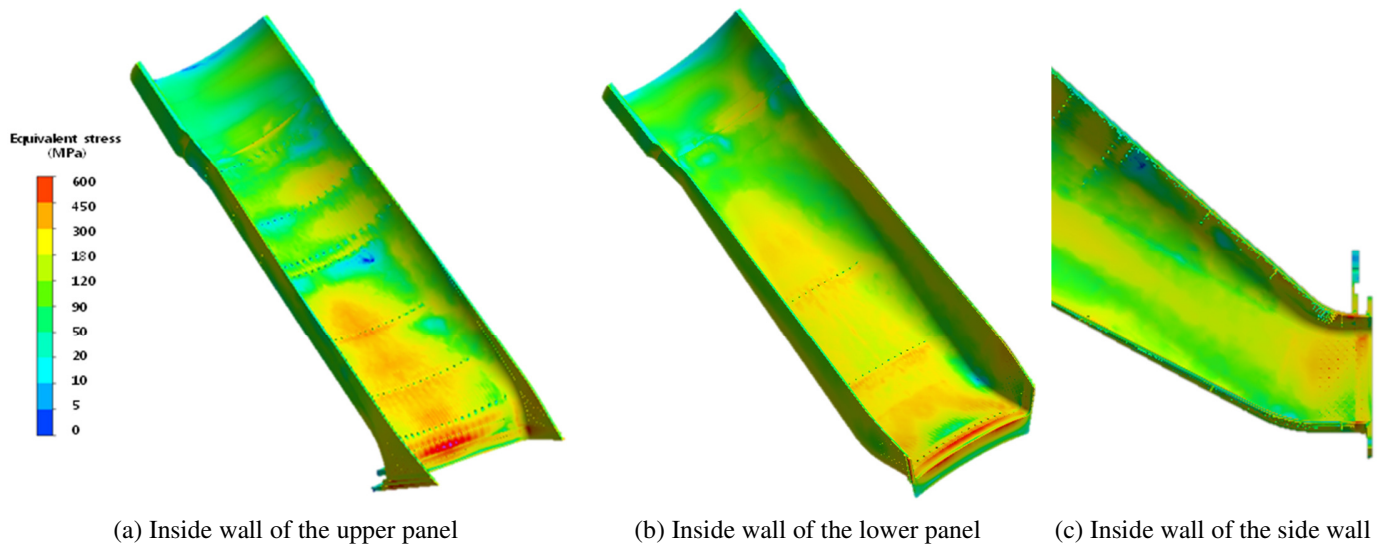 Equivalent stress
(MPa)
600
450
300
180
120
90
50
20
10
5
0
(a) Inside wall of the upper panel
(b) Inside wall of the lower panel
(c) Inside wall of the side wall